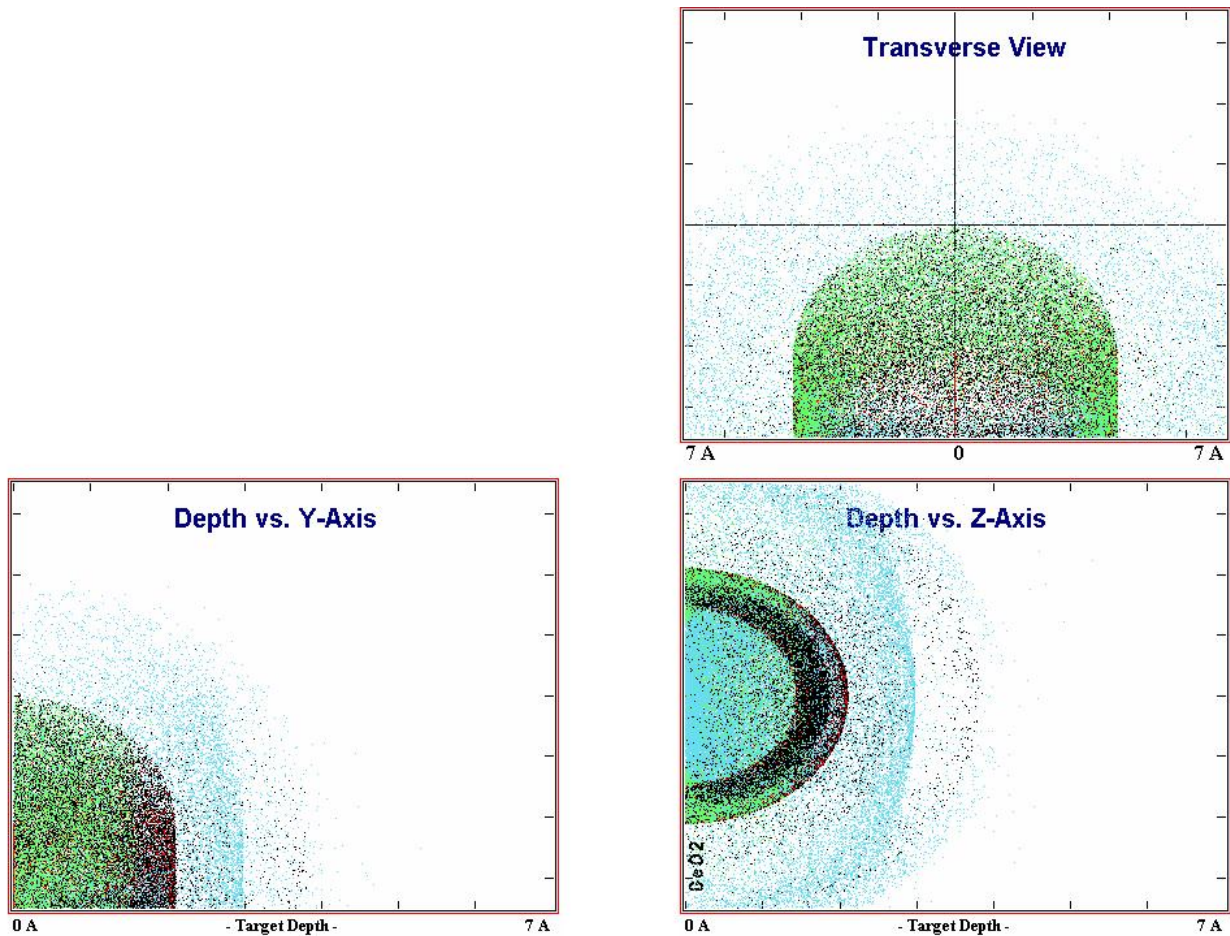 Transverse View
7 A 0 7 A
Depth vs. Y-Axis
0 A - Target Depth - 7 A
Depth vs. Z-Axis
CeO2
0 A - Target Depth - 7 A